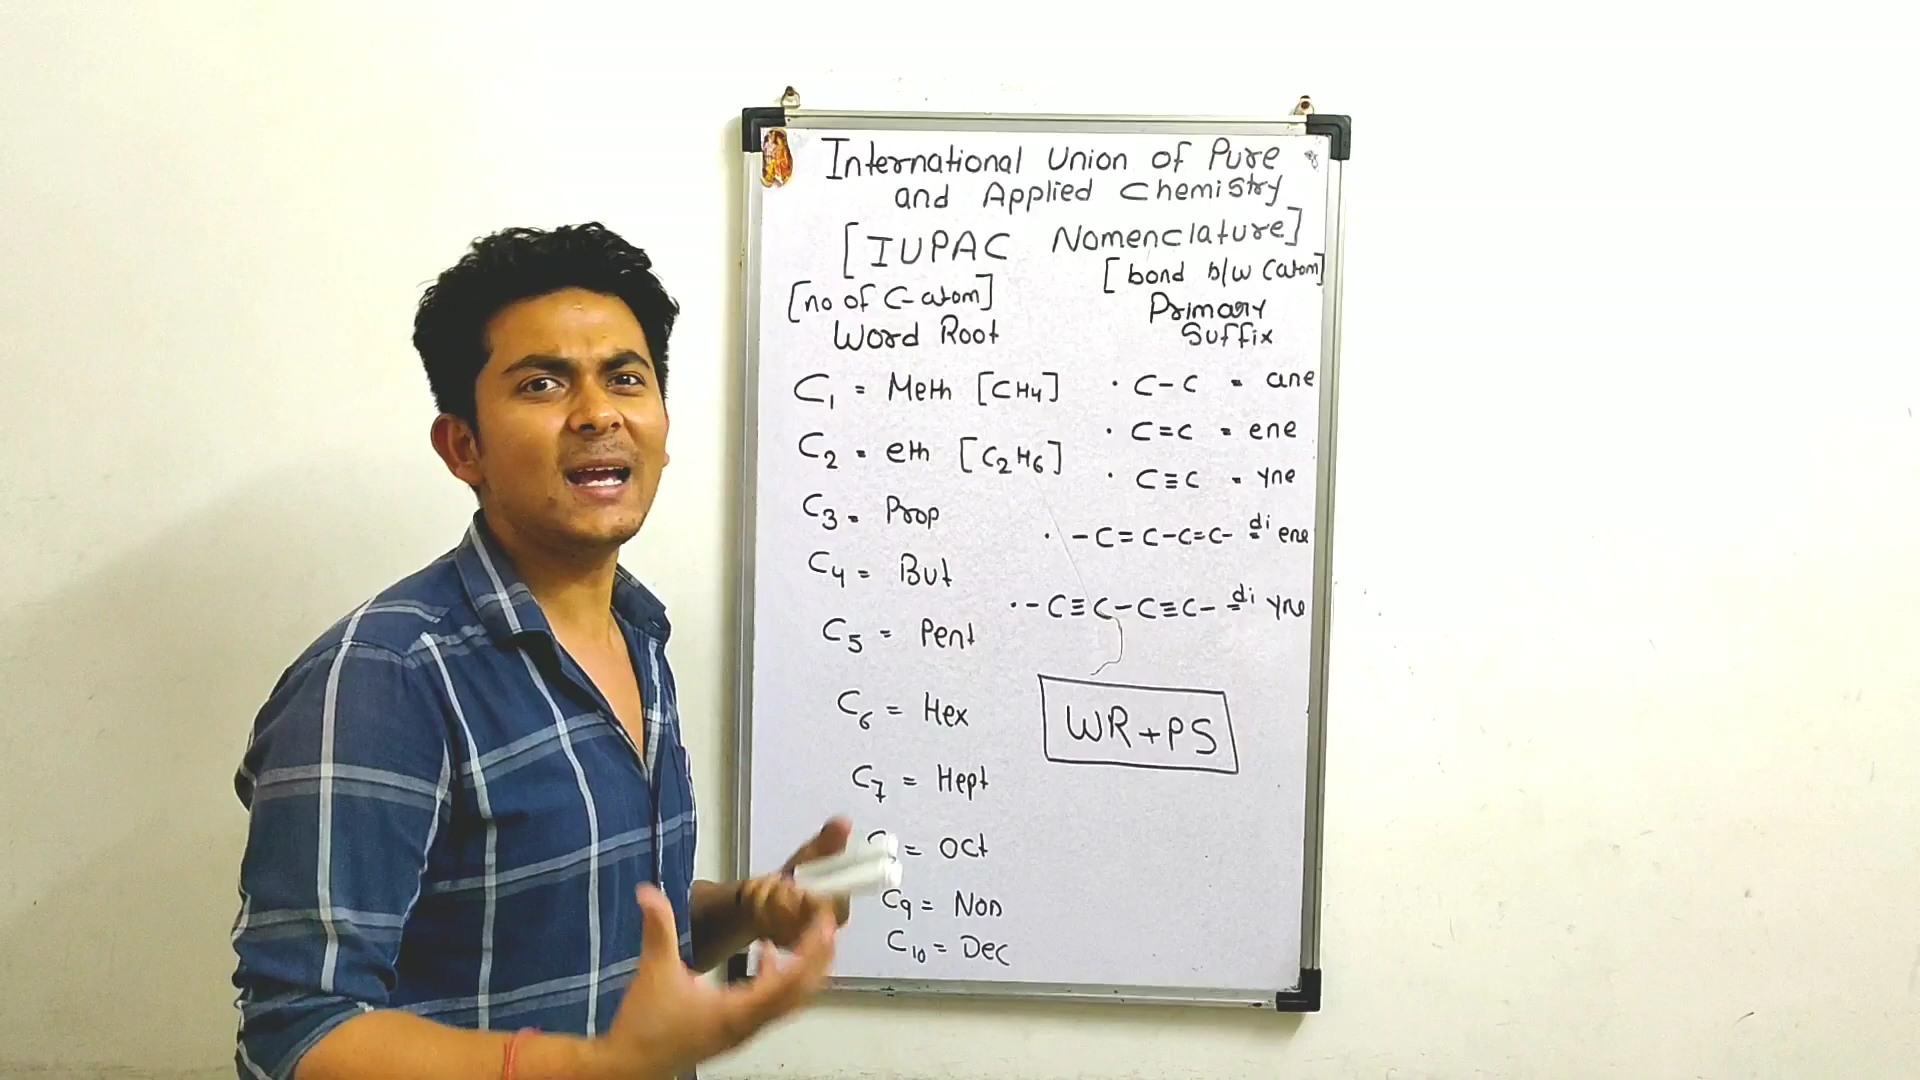 International Union of Pure
and Applied Chemistry
[IUPAC Nomenclature]
[no of C-atom]
Word Root
C₁ = Meth [CH₄]
C₂ = eth [C₂H₆]
C₃ = Prop
C₄ = But
C₅ = Pent
C₆ = Hex
C₇ = Hept
= Oct
C₉ = Non
C₁₀ = Dec
[bond b/w C atom]
Primary
Suffix
· C-C = ane
· C=C = ene
· C≡C = yne
· -C=C-C=C- = di ene
· -C≡C-C≡C- = di yne
WR+PS